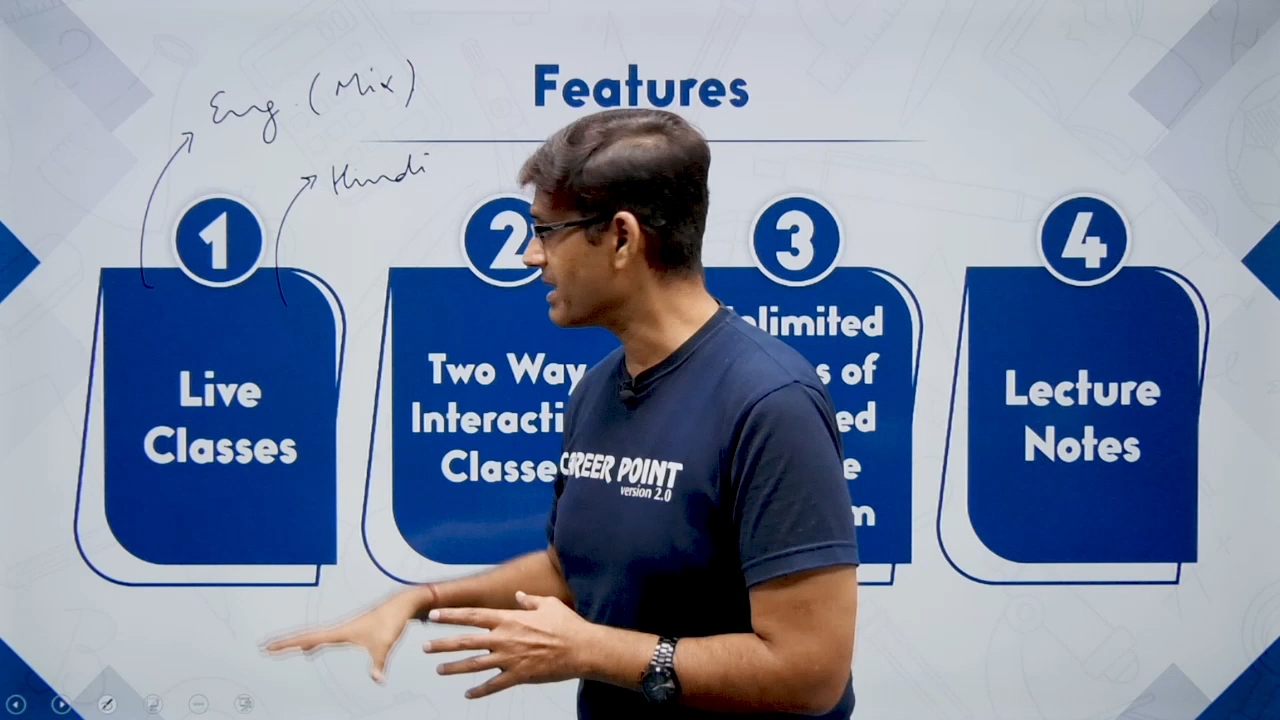 Features
Eng. (Mix)
Hindi
1
Live
Classes
2
Two Way
Interacti
Classe
3
nlimited
s of
ed
e
m
4
Lecture
Notes
CAREER POINT
version 2.0